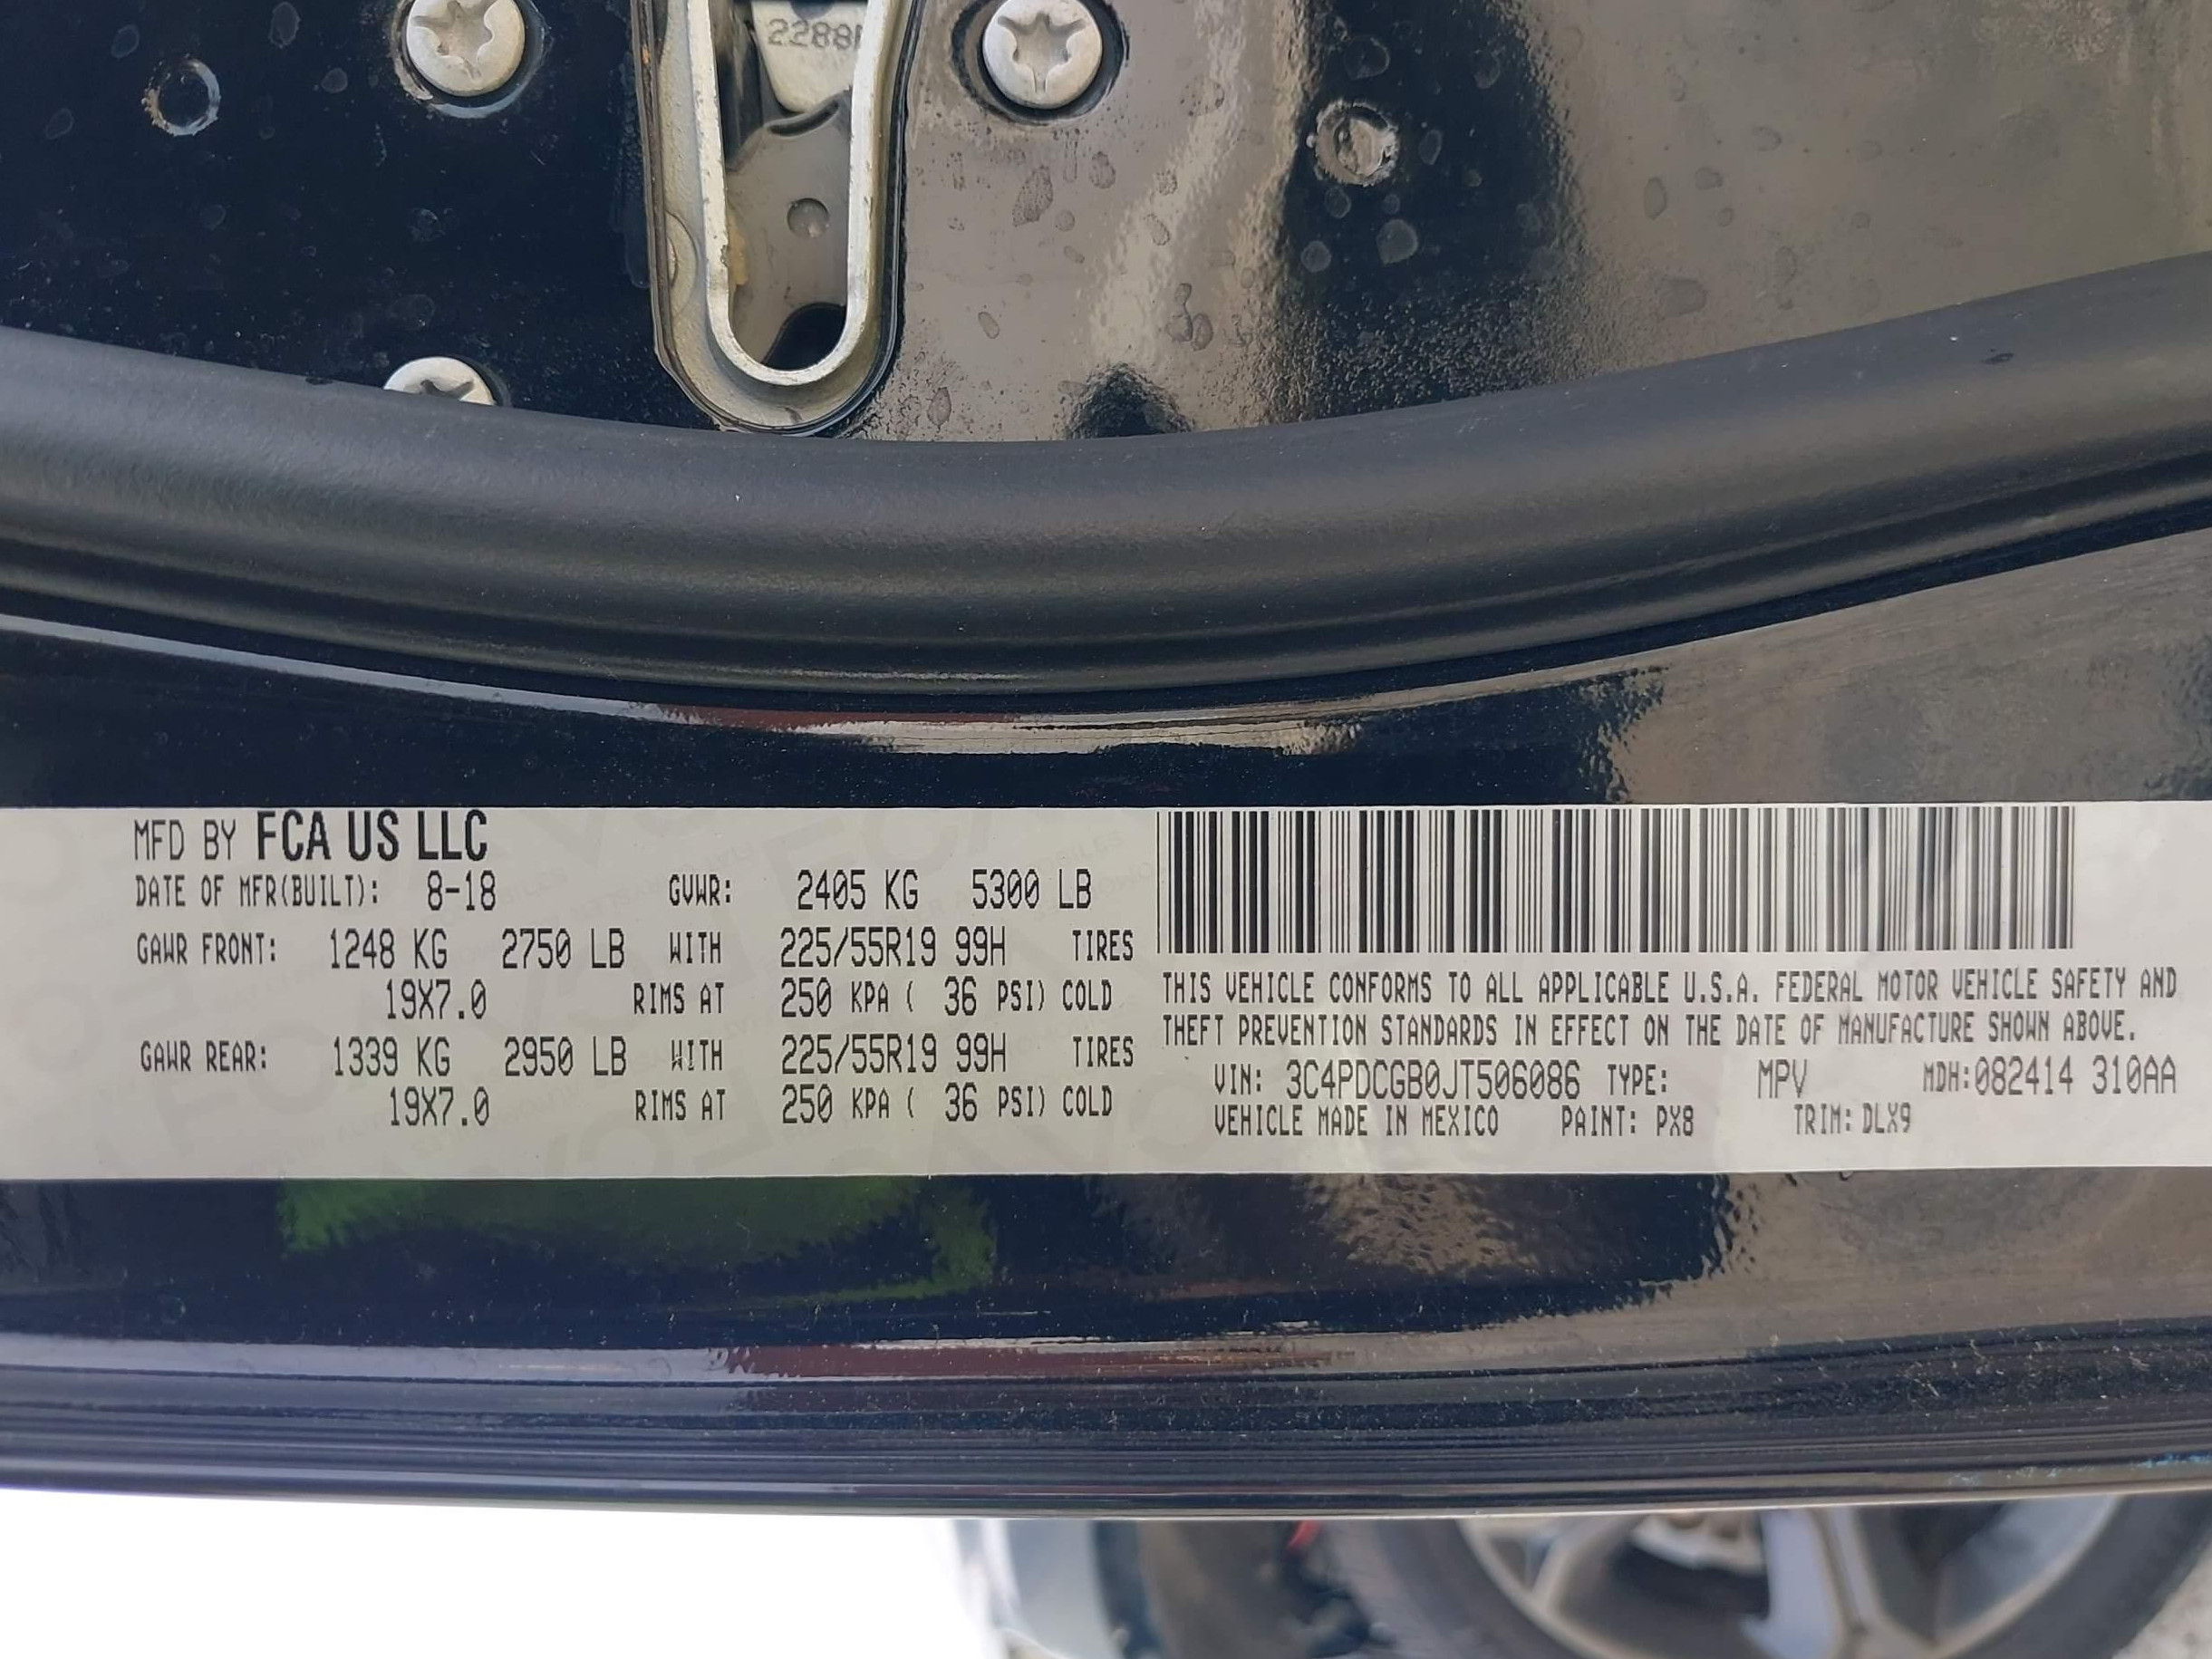 2288
MFD BY FCA US LLC
DATE OF MFR(BUILT): 8-18 GVWR: 2405 KG 5300 LB
GAWR FRONT: 1248 KG 2750 LB WITH 225/55R19 99H TIRES
19X7.0 RIMS AT 250 KPA ( 36 PSI) COLD
GAWR REAR: 1339 KG 2950 LB WITH 225/55R19 99H TIRES
19X7.0 RIMS AT 250 KPA ( 36 PSI) COLD
THIS VEHICLE CONFORMS TO ALL APPLICABLE U.S.A. FEDERAL MOTOR VEHICLE SAFETY AND
THEFT PREVENTION STANDARDS IN EFFECT ON THE DATE OF MANUFACTURE SHOWN ABOVE.
VIN: 3C4PDCGB0JT506086 TYPE: MPV MDH:082414 310AA
VEHICLE MADE IN MEXICO PAINT: PX8 TRIM: DLX9